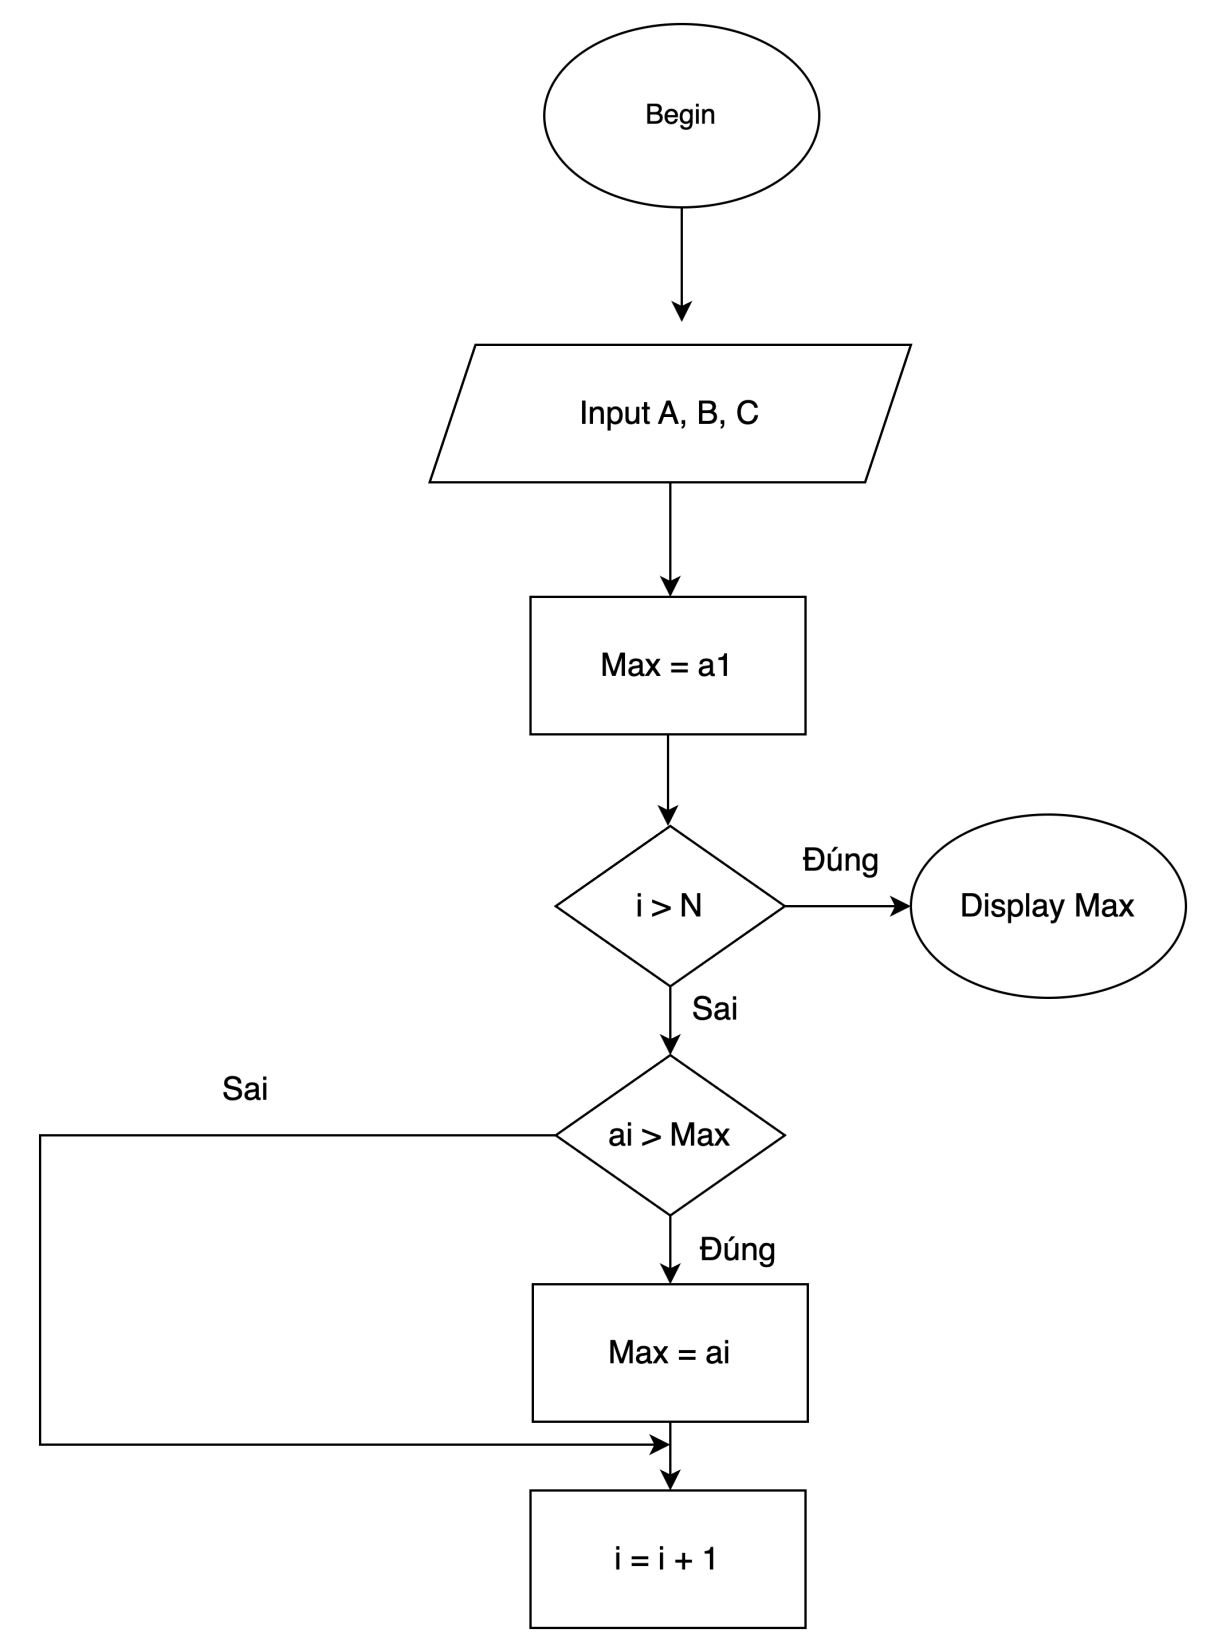 Begin
Input A, B, C
Max = a1
i > N
Đúng
Display Max
Sai
Sai
ai > Max
Đúng
Max = ai
i = i + 1